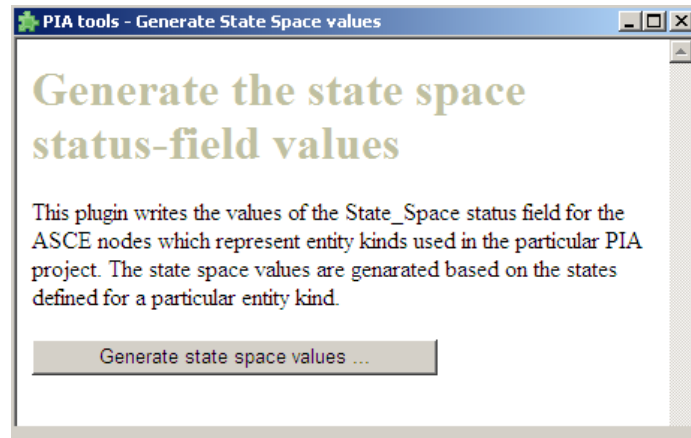 PIA tools - Generate State Space values
Generate the state space
status-field values
This plugin writes the values of the State_Space status field for the
ASCE nodes which represent entity kinds used in the particular PIA
project. The state space values are genarated based on the states
defined for a particular entity kind.
Generate state space values ...